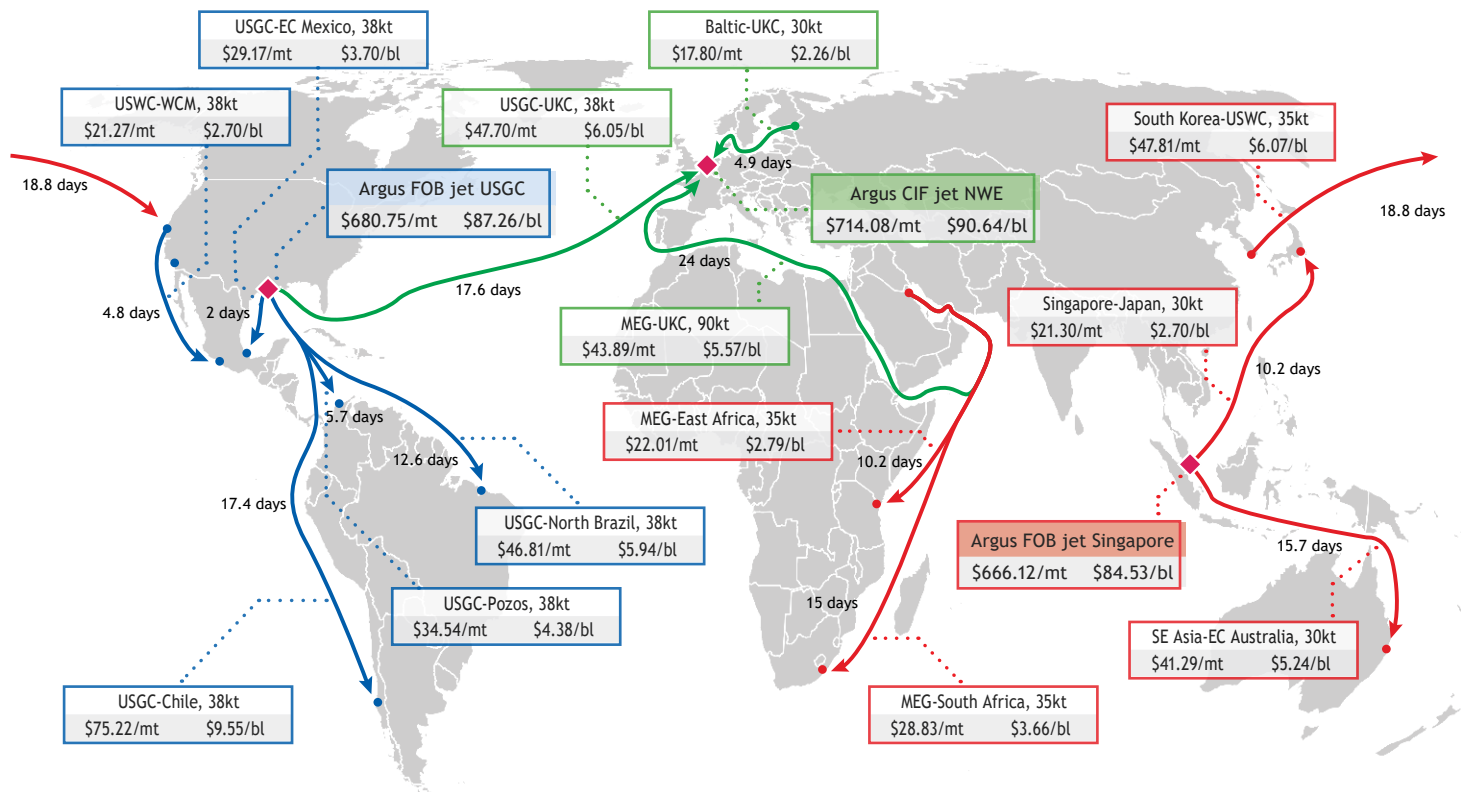 USGC-EC Mexico, 38kt
$29.17/mt $3.70/bl
Baltic-UKC, 30kt
$17.80/mt $2.26/bl
USWC-WCM, 38kt
$21.27/mt $2.70/bl
USGC-UKC, 38kt
$47.70/mt $6.05/bl
South Korea-USWC, 35kt
$47.81/mt $6.07/bl
4.9 days
18.8 days
Argus FOB jet USGC
$680.75/mt $87.26/bl
Argus CIF jet NWE
$714.08/mt $90.64/bl
18.8 days
24 days
17.6 days
4.8 days
2 days
Singapore-Japan, 30kt
$21.30/mt $2.70/bl
MEG-UKC, 90kt
$43.89/mt $5.57/bl
10.2 days
5.7 days
MEG-East Africa, 35kt
$22.01/mt $2.79/bl
12.6 days
10.2 days
17.4 days
USGC-North Brazil, 38kt
$46.81/mt $5.94/bl
Argus FOB jet Singapore
$666.12/mt $84.53/bl
15.7 days
USGC-Pozos, 38kt
$34.54/mt $4.38/bl
15 days
SE Asia-EC Australia, 30kt
$41.29/mt $5.24/bl
USGC-Chile, 38kt
$75.22/mt $9.55/bl
MEG-South Africa, 35kt
$28.83/mt $3.66/bl